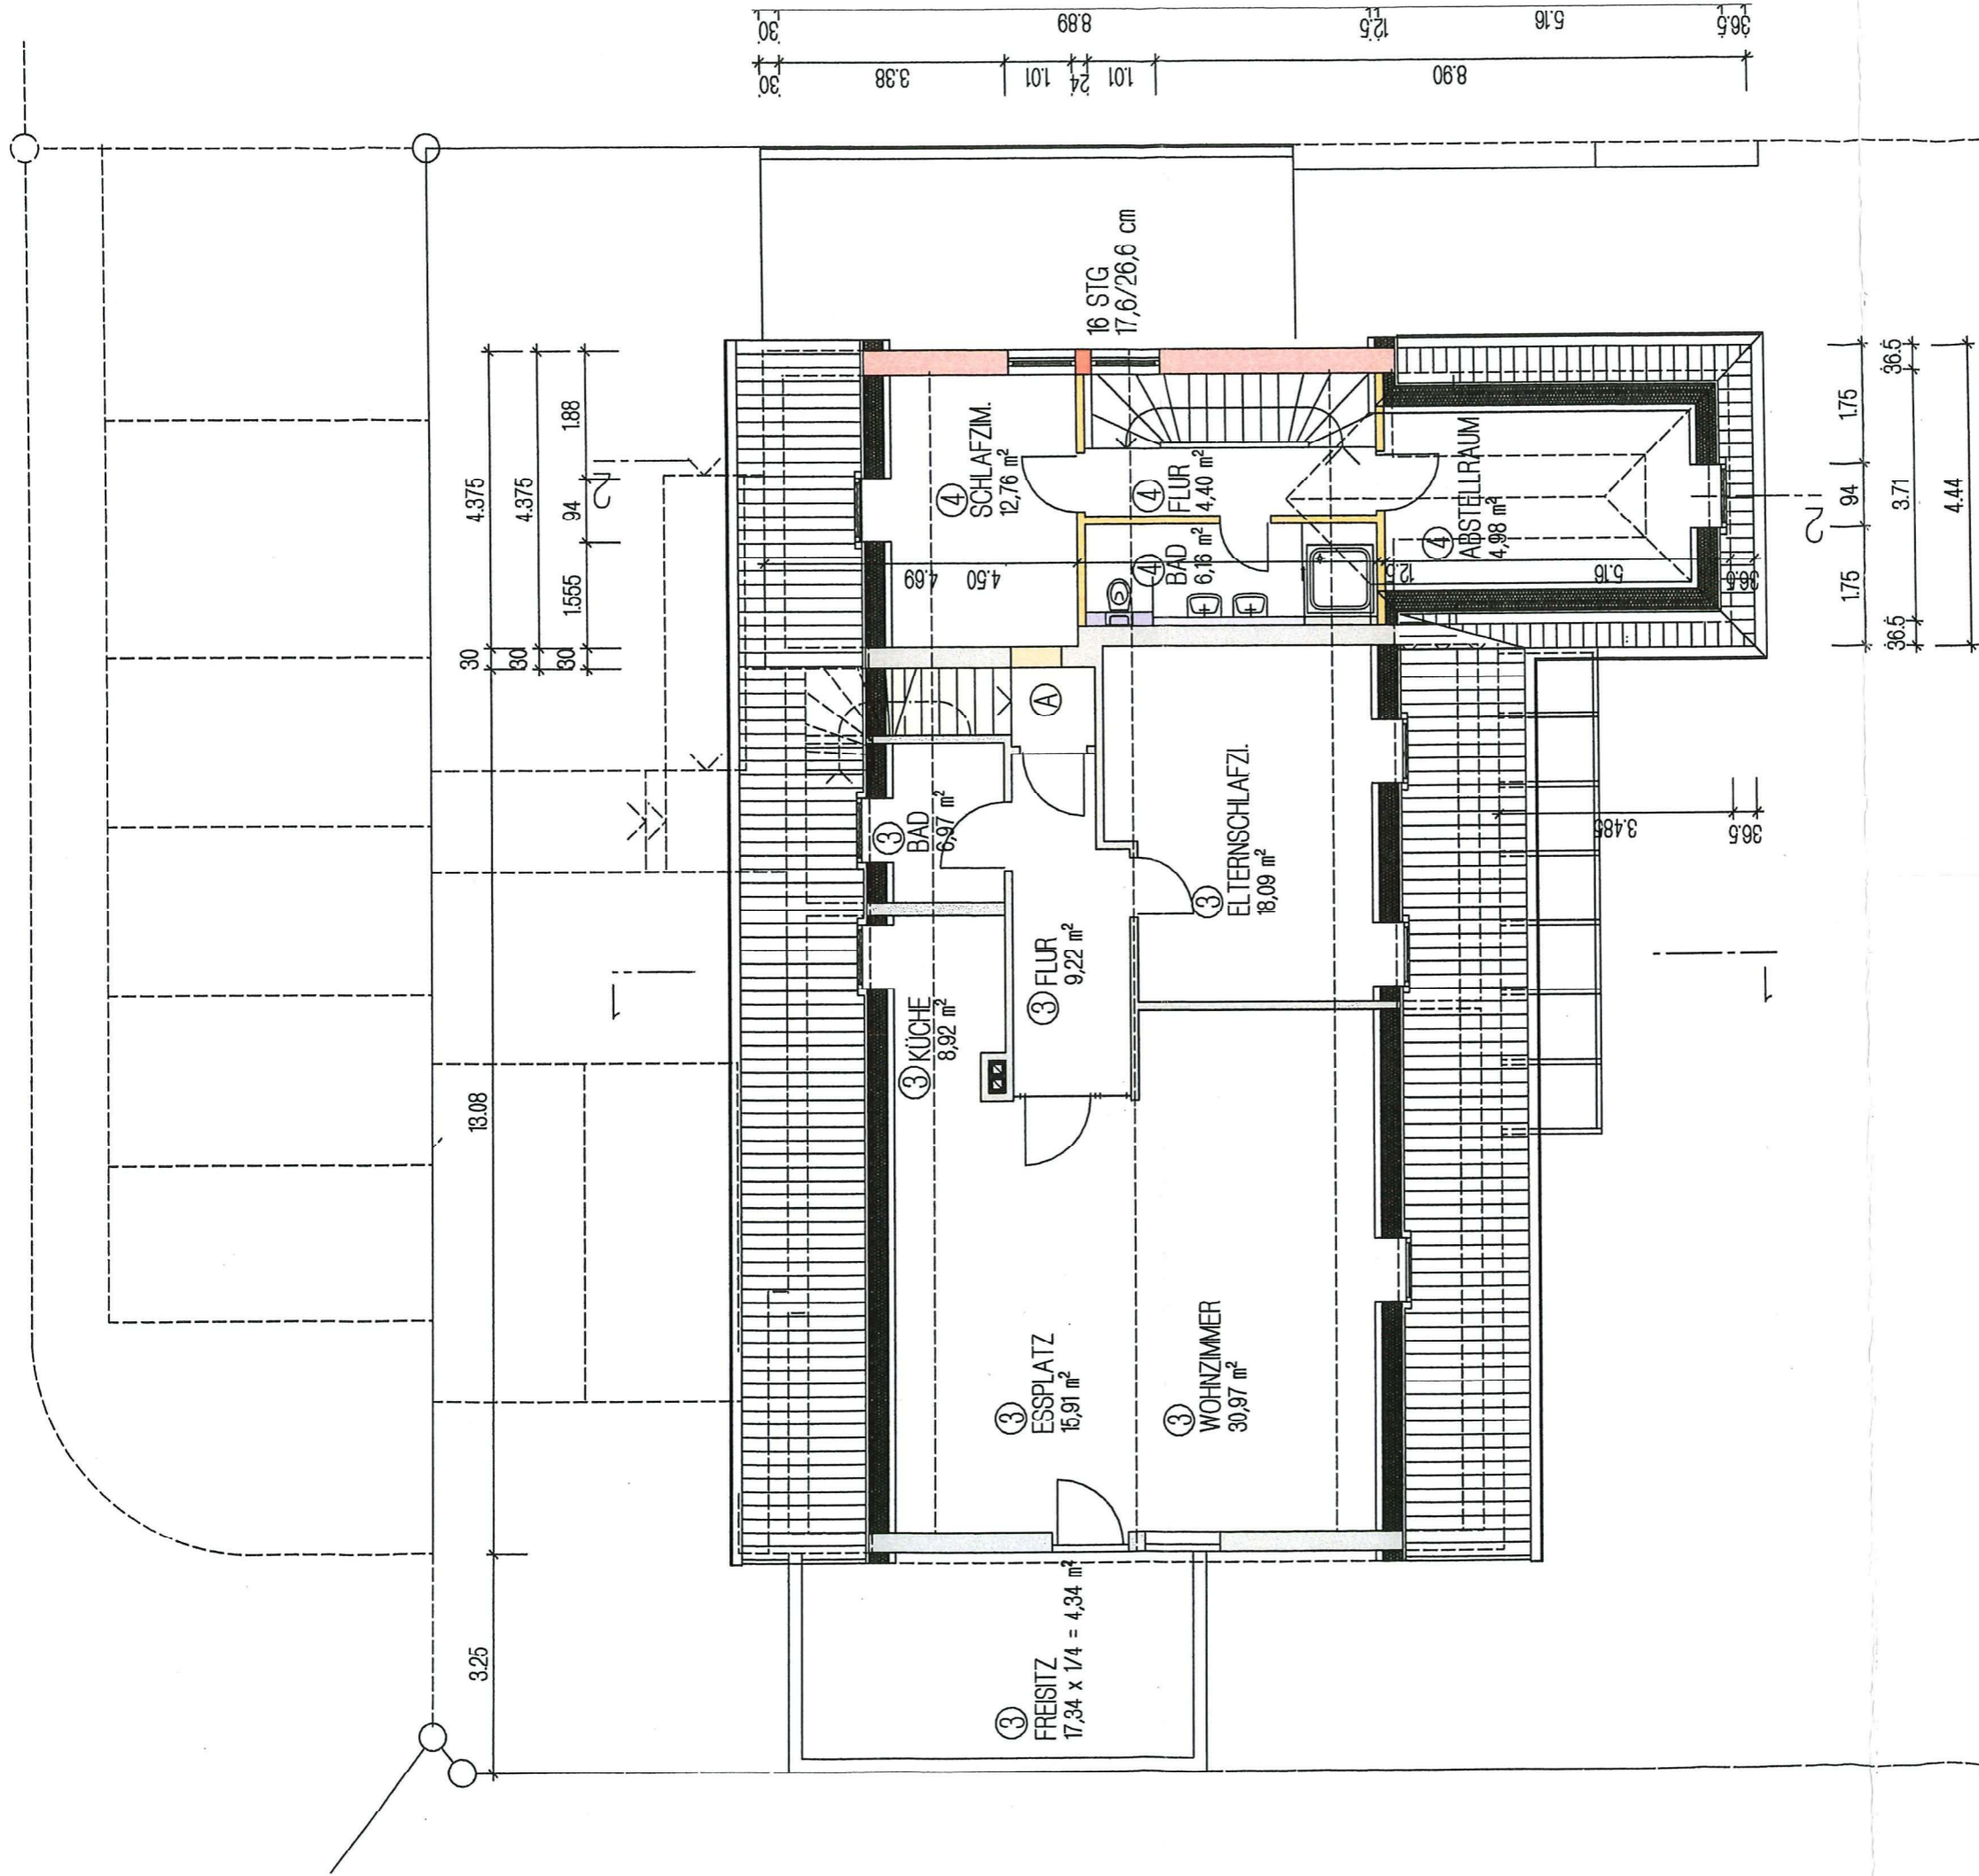 30
8.89
12.5
5.16
36.5
30
3.38
1.01
24
1.01
8.90
4.375
30
4.375
30
1.88
94
1.555
30
2
13.08
3.25
16 STG
17,6/26,6 cm
④
SCHLAFZIM.
12,76 m²
④
FLUR
4,40 m²
④
BAD
6,16 m²
④
ABSTELLRAUM
4,98 m²
4.69
4.50
12.5
5.16
36.5
A
③
BAD
6,97 m²
③
ELTERNSCHLAFZI.
18,09 m²
③ KÜCHE
8,92 m²
③ FLUR
9,22 m²
③
ESSPLATZ
15,91 m²
③
WOHNZIMMER
30,97 m²
③
FREISITZ
17,34 x 1/4 = 4,34 m²
1
1
3.485
36.5
2
1.75
94
1.75
36.5
3.71
36.5
4.44